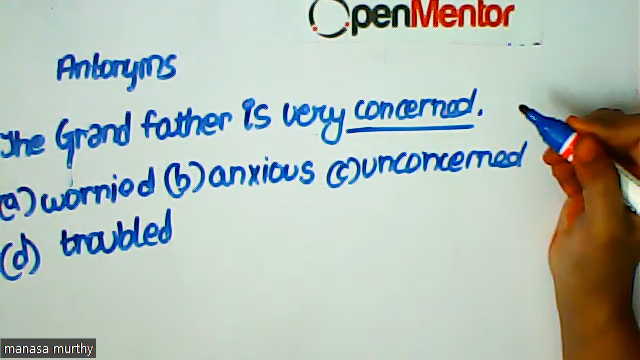 OpenMentor
Antonyms
The Grand father is very concerned.
(a) worried (b) anxious (c) unconcerned
(d) troubled
manasa murthy